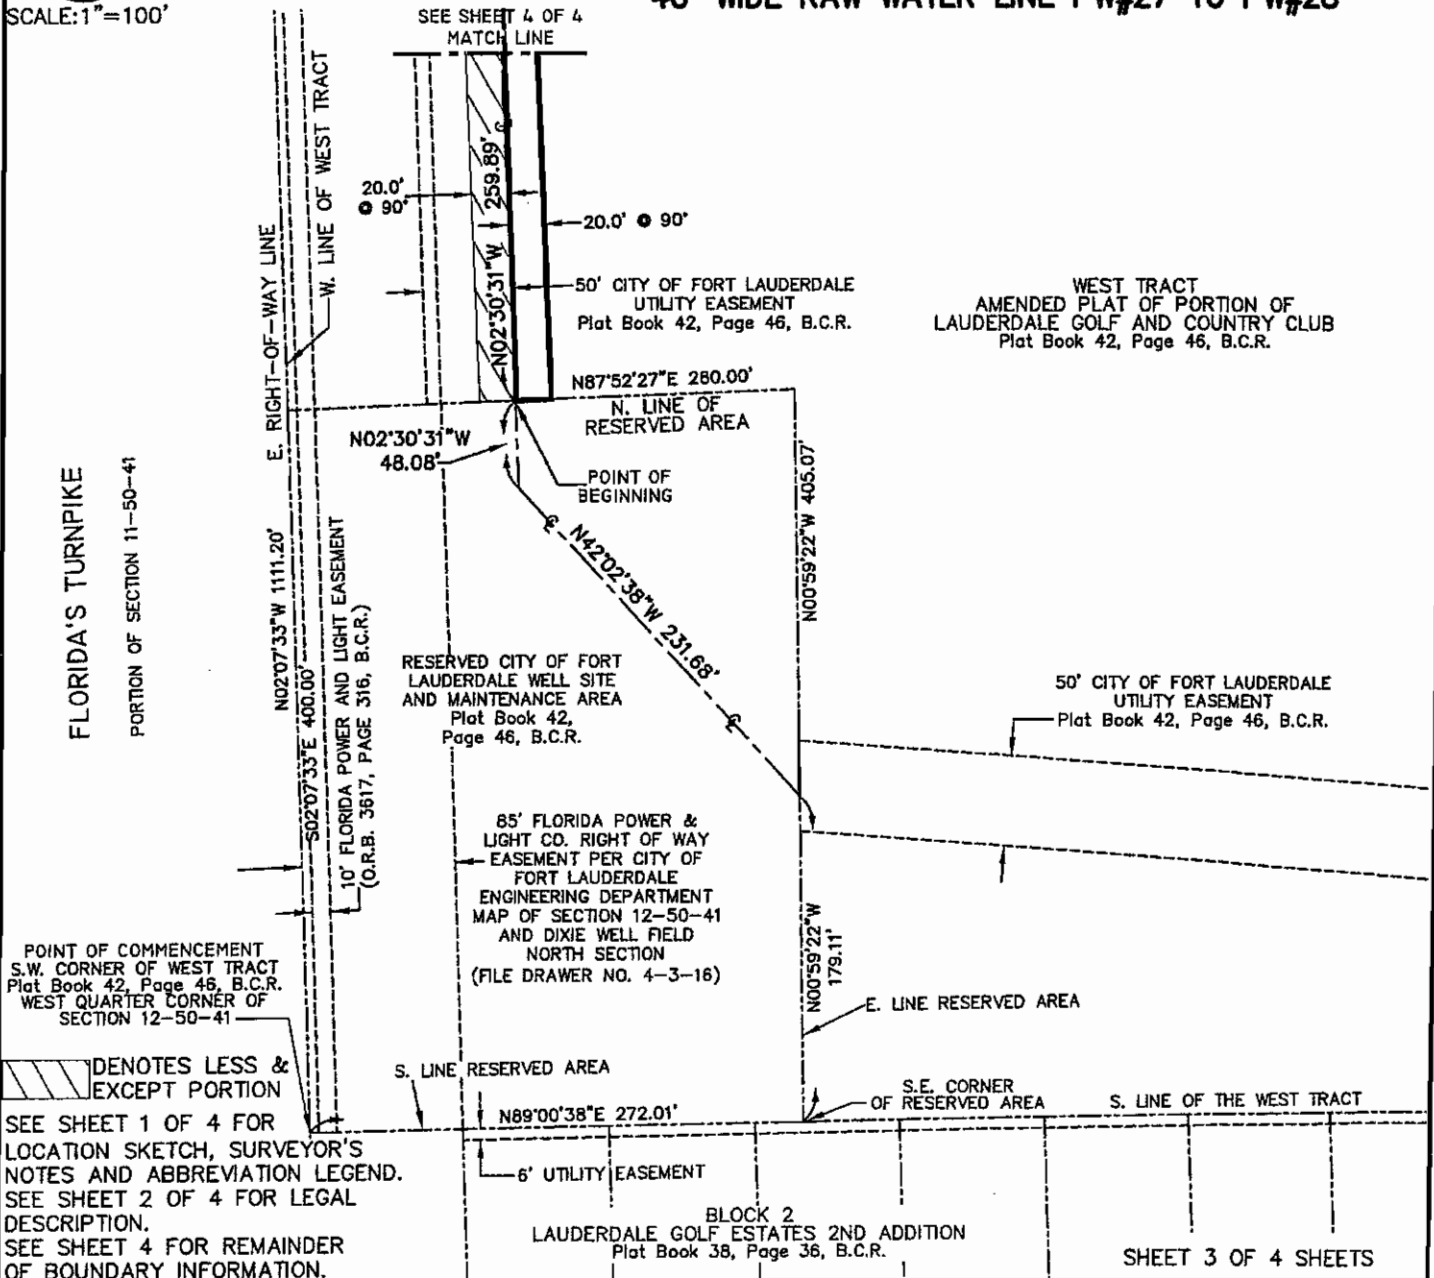 SCALE:1"=100'
SEE SHEET 4 OF 4
MATCH LINE
WIDE RAW WATER LINE
W. LINE OF WEST TRACT
E. RIGHT-OF-WAY LINE
20.0'
@ 90°
259.89'
N02°30'31"W
20.0' @ 90°
50' CITY OF FORT LAUDERDALE
UTILITY EASEMENT
Plat Book 42, Page 46, B.C.R.
WEST TRACT
AMENDED PLAT OF PORTION OF
LAUDERDALE GOLF AND COUNTRY CLUB
Plat Book 42, Page 46, B.C.R.
N87°52'27"E 280.00'
N. LINE OF
RESERVED AREA
N02°30'31"W
48.08'
POINT OF
BEGINNING
FLORIDA'S TURNPIKE
PORTION OF SECTION 11-50-41
N02°07'33"W 1111.20'
S02°07'33"E 400.00'
10' FLORIDA POWER AND LIGHT EASEMENT
(O.R.B. 3617, PAGE 316, B.C.R.)
N42°02'38"W 231.68'
N00°59'22"W 405.07'
RESERVED CITY OF FORT
LAUDERDALE WELL SITE
AND MAINTENANCE AREA
Plat Book 42,
Page 46, B.C.R.
50' CITY OF FORT LAUDERDALE
UTILITY EASEMENT
Plat Book 42, Page 46, B.C.R.
85' FLORIDA POWER &
LIGHT CO. RIGHT OF WAY
EASEMENT PER CITY OF
FORT LAUDERDALE
ENGINEERING DEPARTMENT
MAP OF SECTION 12-50-41
AND DIXIE WELL FIELD
NORTH SECTION
(FILE DRAWER NO. 4-3-16)
N00°59'22"W
179.11'
POINT OF COMMENCEMENT
S.W. CORNER OF WEST TRACT
Plat Book 42, Page 46, B.C.R.
WEST QUARTER CORNER OF
SECTION 12-50-41
E. LINE RESERVED AREA
DENOTES LESS &
EXCEPT PORTION
S. LINE RESERVED AREA
N89°00'38"E 272.01'
S.E. CORNER
OF RESERVED AREA
S. LINE OF THE WEST TRACT
SEE SHEET 1 OF 4 FOR
LOCATION SKETCH, SURVEYOR'S
NOTES AND ABBREVIATION LEGEND.
SEE SHEET 2 OF 4 FOR LEGAL
DESCRIPTION.
SEE SHEET 4 FOR REMAINDER
OF BOUNDARY INFORMATION.
6' UTILITY EASEMENT
BLOCK 2
LAUDERDALE GOLF ESTATES 2ND ADDITION
Plat Book 38, Page 36, B.C.R.
SHEET 3 OF 4 SHEETS